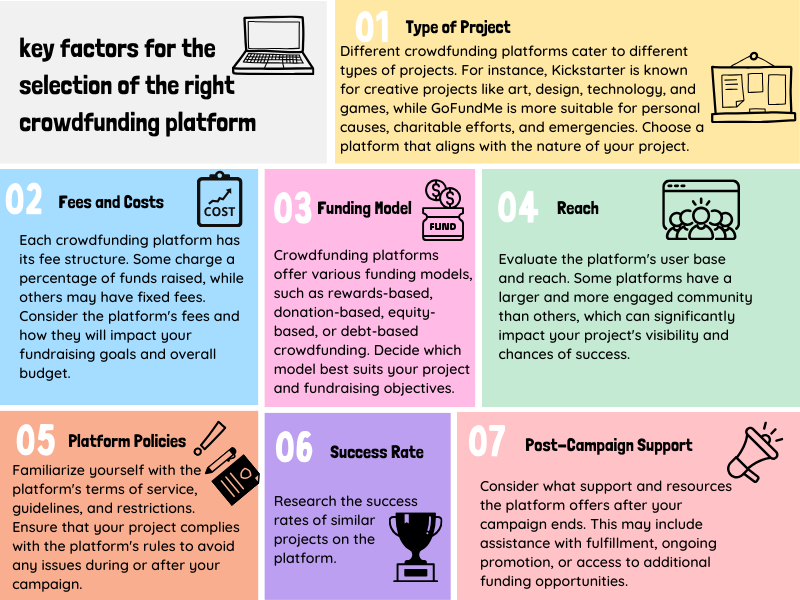 key factors for the
selection of the right
crowdfunding platform
01 Type of Project
Different crowdfunding platforms cater to different
types of projects. For instance, Kickstarter is known
for creative projects like art, design, technology, and
games, while GoFundMe is more suitable for personal
causes, charitable efforts, and emergencies. Choose a
platform that aligns with the nature of your project.
02 Fees and Costs
COST
Each crowdfunding platform has
its fee structure. Some charge a
percentage of funds raised, while
others may have fixed fees.
Consider the platform's fees and
how they will impact your
fundraising goals and overall
budget.
03 Funding Model
FUND
Crowdfunding platforms
offer various funding models,
such as rewards-based,
donation-based, equity-
based, or debt-based
crowdfunding. Decide which
model best suits your project
and fundraising objectives.
04 Reach
Evaluate the platform's user base
and reach. Some platforms have a
larger and more engaged community
than others, which can significantly
impact your project's visibility and
chances of success.
05 Platform Policies
Familiarize yourself with the
platform's terms of service,
guidelines, and restrictions.
Ensure that your project complies
with the platform's rules to avoid
any issues during or after your
campaign.
06 Success Rate
Research the success
rates of similar
projects on the
platform.
07 Post-Campaign Support
Consider what support and resources
the platform offers after your
campaign ends. This may include
assistance with fulfillment, ongoing
promotion, or access to additional
funding opportunities.